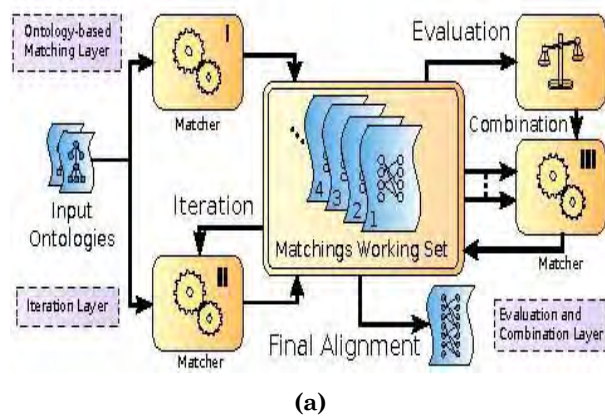 Ontology-based
Matching Layer
I
Matcher
Evaluation
Combination
III
Matcher
Input
Ontologies
Iteration
4
3
2
1
Matchings Working Set
II
Matcher
Iteration Layer
Final Alignment
Evaluation and
Combination Layer
(a)